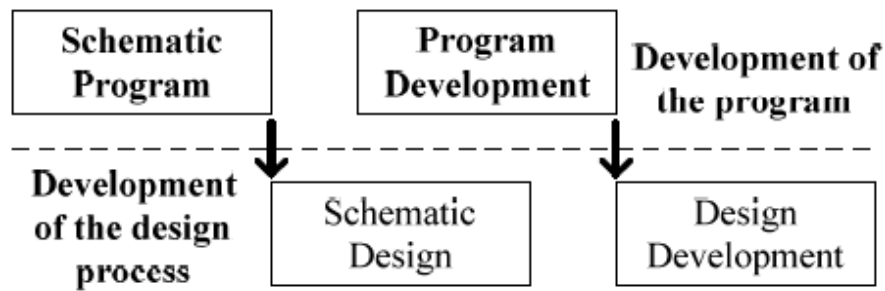 Schematic
Program
Program
Development
Development of
the program
Development
of the design
process
Schematic
Design
Design
Development